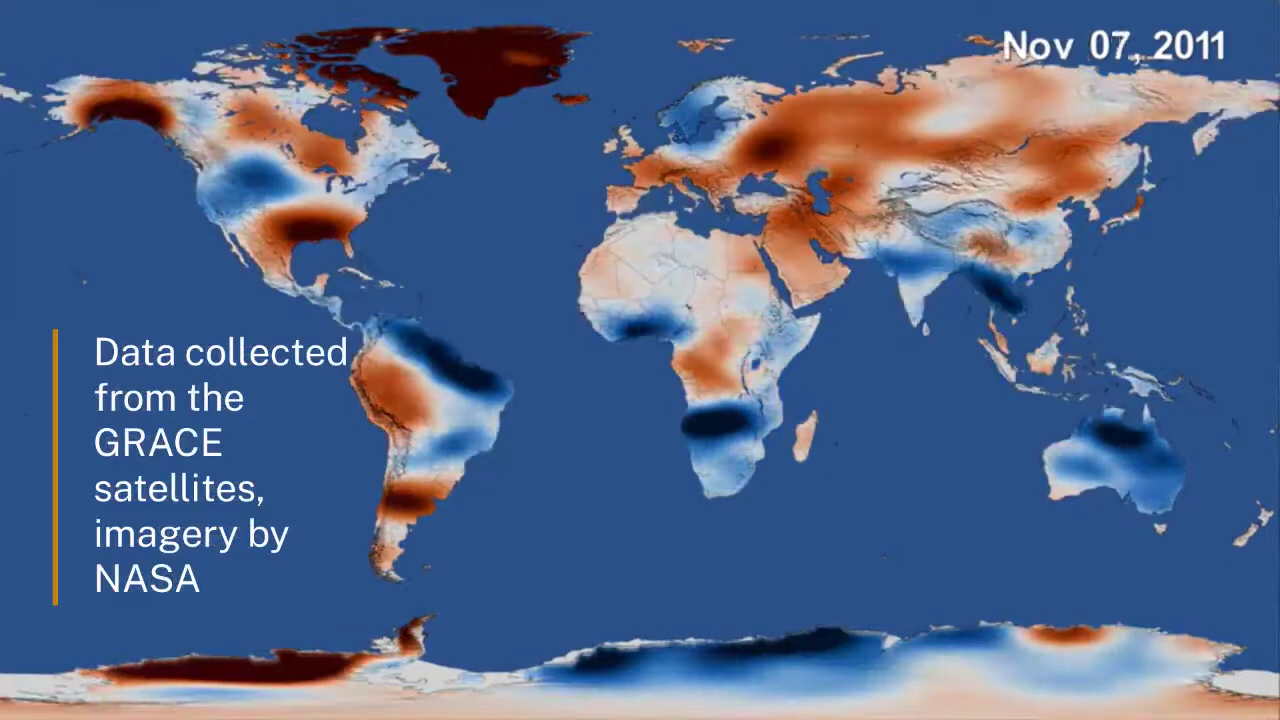 Nov 07, 2011
Data collected
from the
GRACE
satellites,
imagery by
NASA